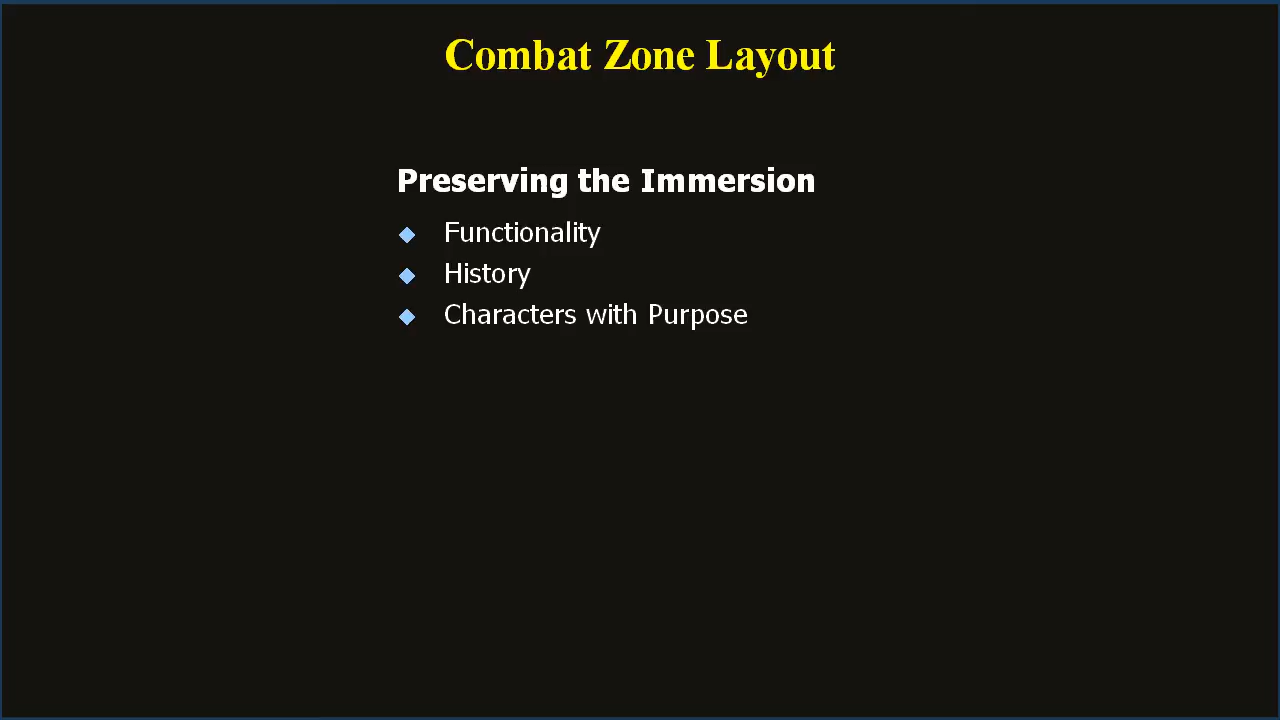 Combat Zone Layout
Preserving the Immersion
Functionality
History
Characters with Purpose